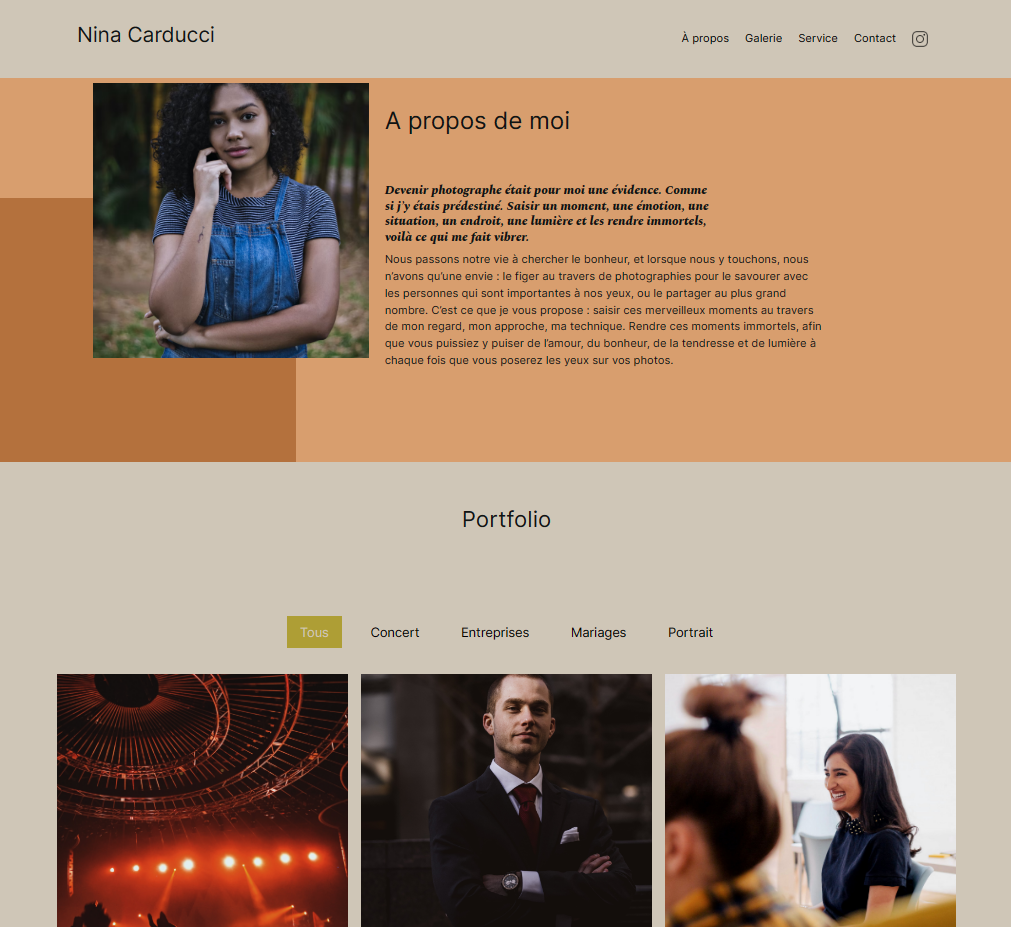 Nina Carducci
À propos Galerie Service Contact
A propos de moi
Devenir photographe était pour moi une évidence. Comme
si j'y étais prédestiné. Saisir un moment, une émotion, une
situation, un endroit, une lumière et les rendre immortels,
voilà ce qui me fait vibrer.
Nous passons notre vie à chercher le bonheur, et lorsque nous y touchons, nous
n’avons qu’une envie : le figer au travers de photographies pour le savourer avec
les personnes qui sont importantes à nos yeux, ou le partager au plus grand
nombre. C’est ce que je vous propose : saisir ces merveilleux moments au travers
de mon regard, mon approche, ma technique. Rendre ces moments immortels, afin
que vous puissiez y puiser de l’amour, du bonheur, de la tendresse et de lumière à
chaque fois que vous poserez les yeux sur vos photos.
Portfolio
Tous Concert Entreprises Mariages Portrait